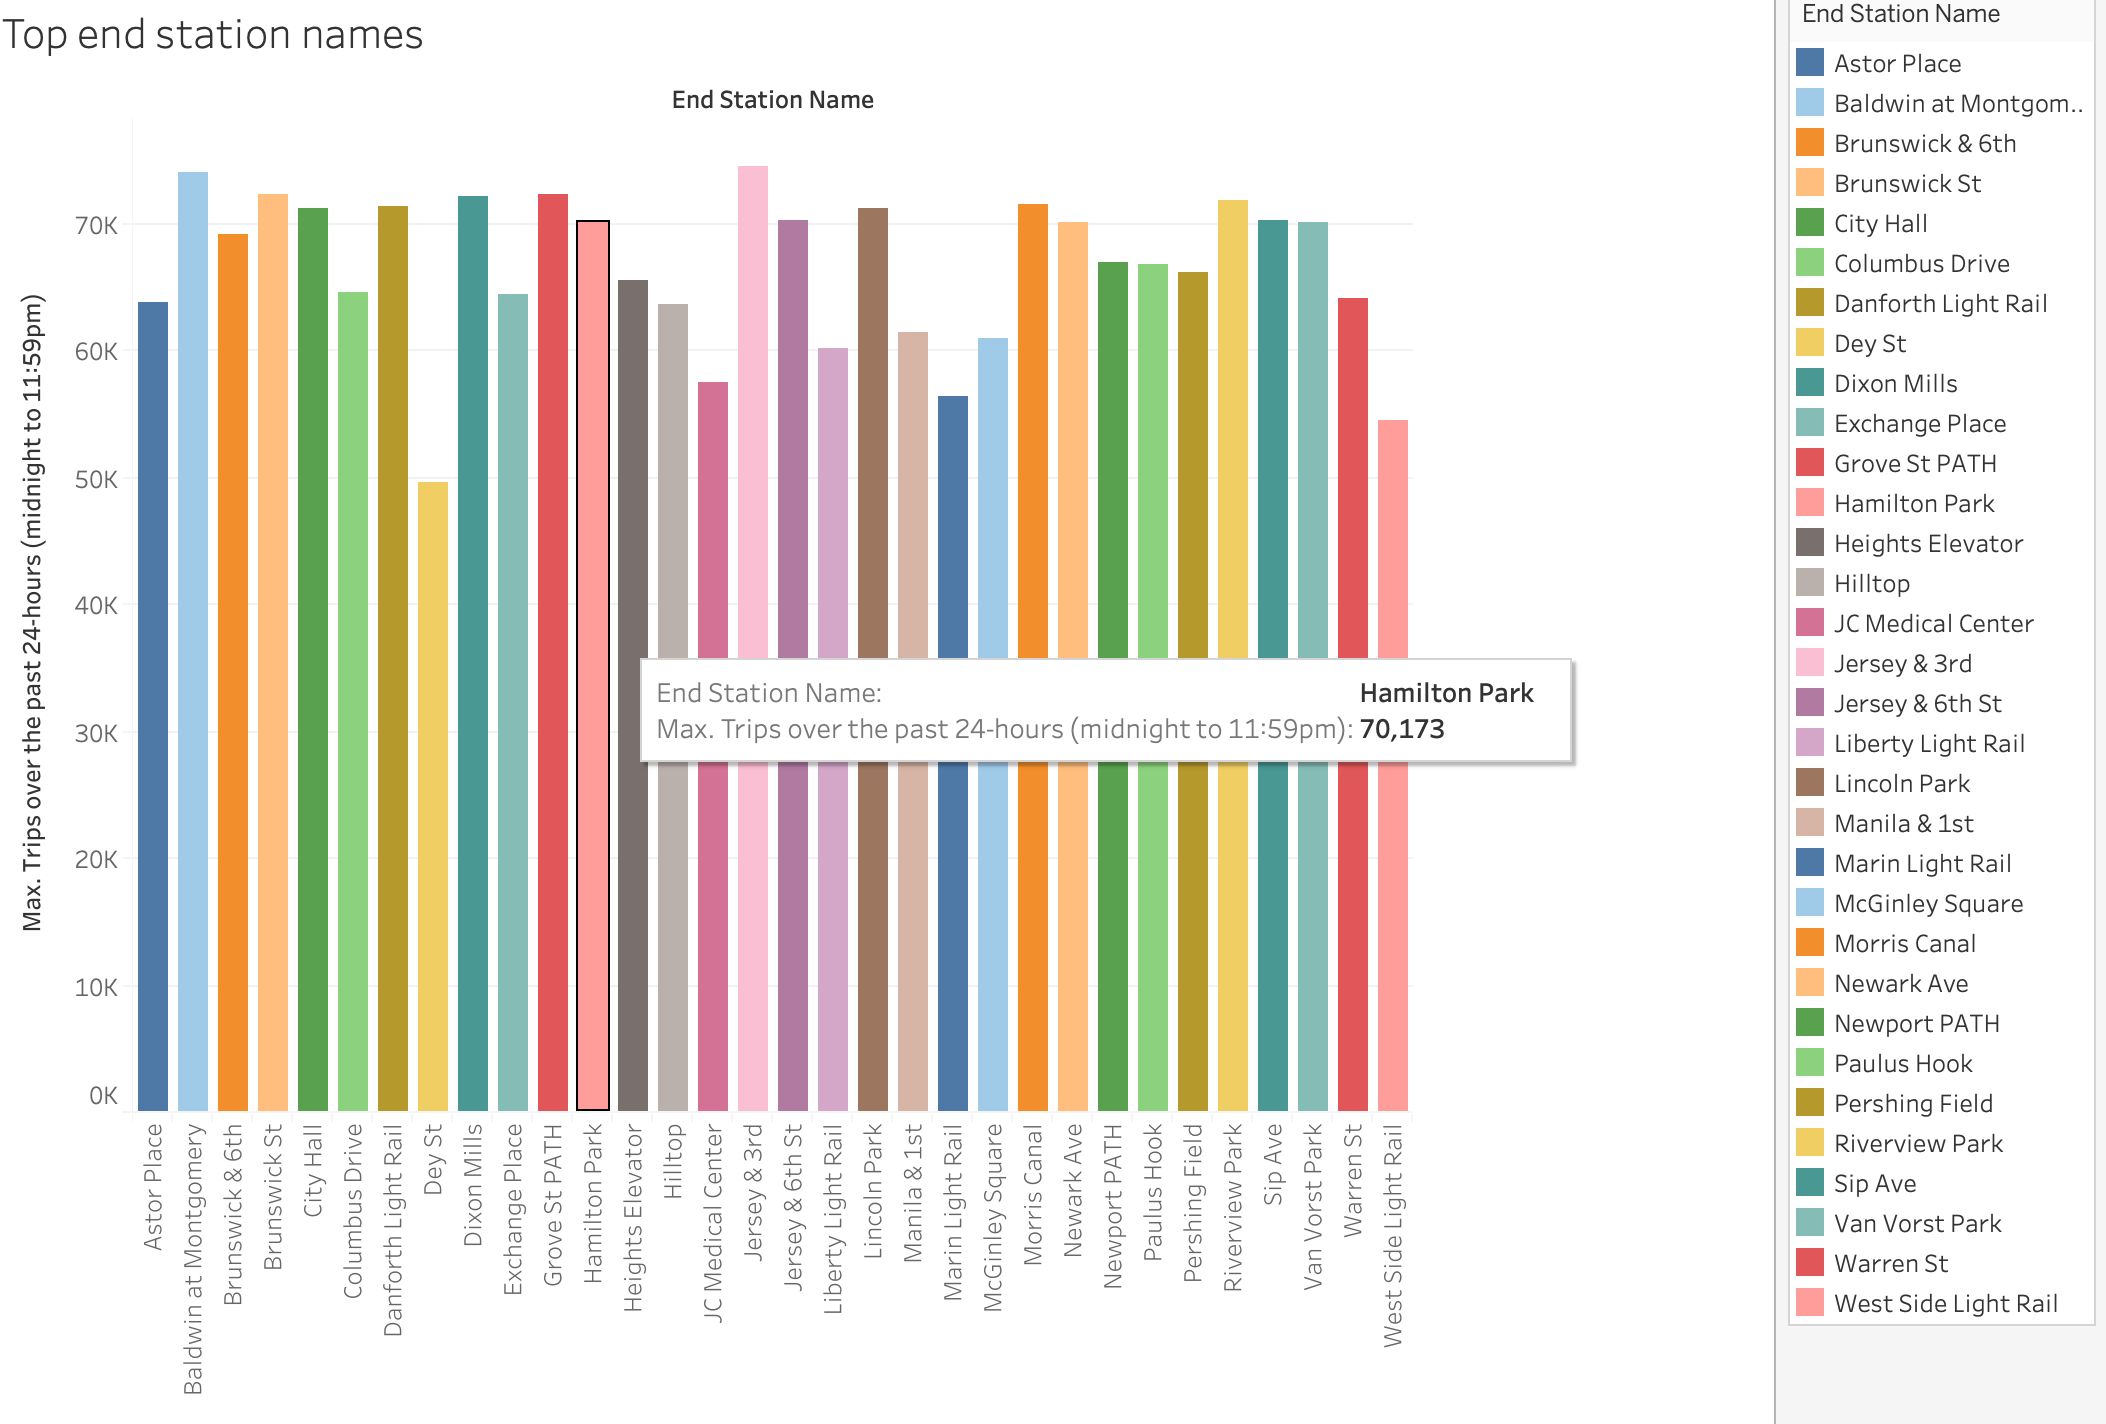 Top end station names
End Station Name
Max. Trips over the past 24-hours (midnight to 11:59pm)
70K
60K
50K
40K
30K
20K
10K
0K
End Station Name: Hamilton Park
Max. Trips over the past 24-hours (midnight to 11:59pm): 70,173
Astor Place
Baldwin at Montgomery
Brunswick & 6th
Brunswick St
City Hall
Columbus Drive
Danforth Light Rail
Dey St
Dixon Mills
Exchange Place
Grove St PATH
Hamilton Park
Heights Elevator
Hilltop
JC Medical Center
Jersey & 3rd
Jersey & 6th St
Liberty Light Rail
Lincoln Park
Manila & 1st
Marin Light Rail
McGinley Square
Morris Canal
Newark Ave
Newport PATH
Paulus Hook
Pershing Field
Riverview Park
Sip Ave
Van Vorst Park
Warren St
West Side Light Rail
End Station Name
Astor Place
Baldwin at Montgom..
Brunswick & 6th
Brunswick St
City Hall
Columbus Drive
Danforth Light Rail
Dey St
Dixon Mills
Exchange Place
Grove St PATH
Hamilton Park
Heights Elevator
Hilltop
JC Medical Center
Jersey & 3rd
Jersey & 6th St
Liberty Light Rail
Lincoln Park
Manila & 1st
Marin Light Rail
McGinley Square
Morris Canal
Newark Ave
Newport PATH
Paulus Hook
Pershing Field
Riverview Park
Sip Ave
Van Vorst Park
Warren St
West Side Light Rail